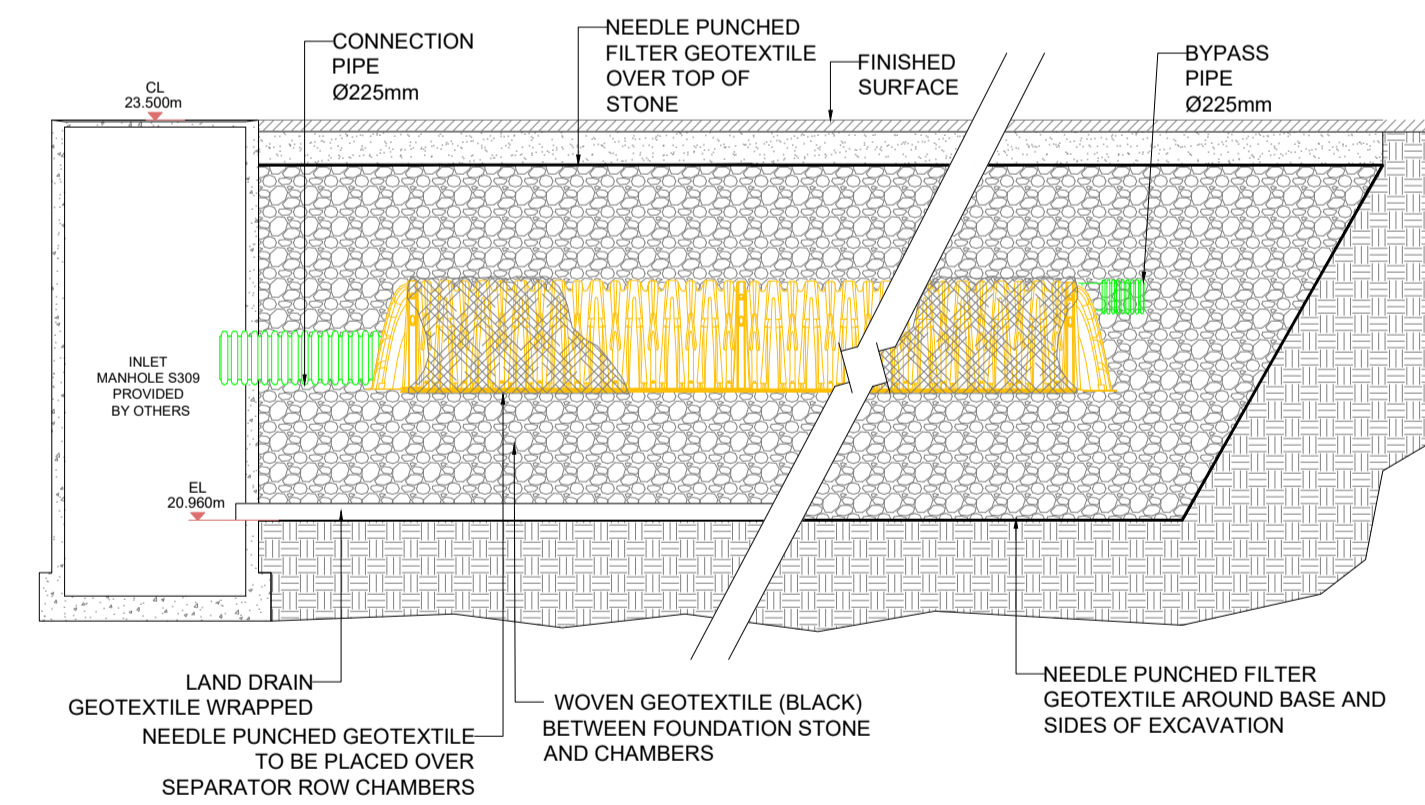 CONNECTION
PIPE
Ø225mm
NEEDLE PUNCHED
FILTER GEOTEXTILE
OVER TOP OF
STONE
FINISHED
SURFACE
BYPASS
PIPE
Ø225mm
CL
23.500m
INLET
MANHOLE S309
PROVIDED
BY OTHERS
EL
20.960m
LAND DRAIN
GEOTEXTILE WRAPPED
NEEDLE PUNCHED GEOTEXTILE
TO BE PLACED OVER
SEPARATOR ROW CHAMBERS
WOVEN GEOTEXTILE (BLACK)
BETWEEN FOUNDATION STONE
AND CHAMBERS
NEEDLE PUNCHED FILTER
GEOTEXTILE AROUND BASE AND
SIDES OF EXCAVATION